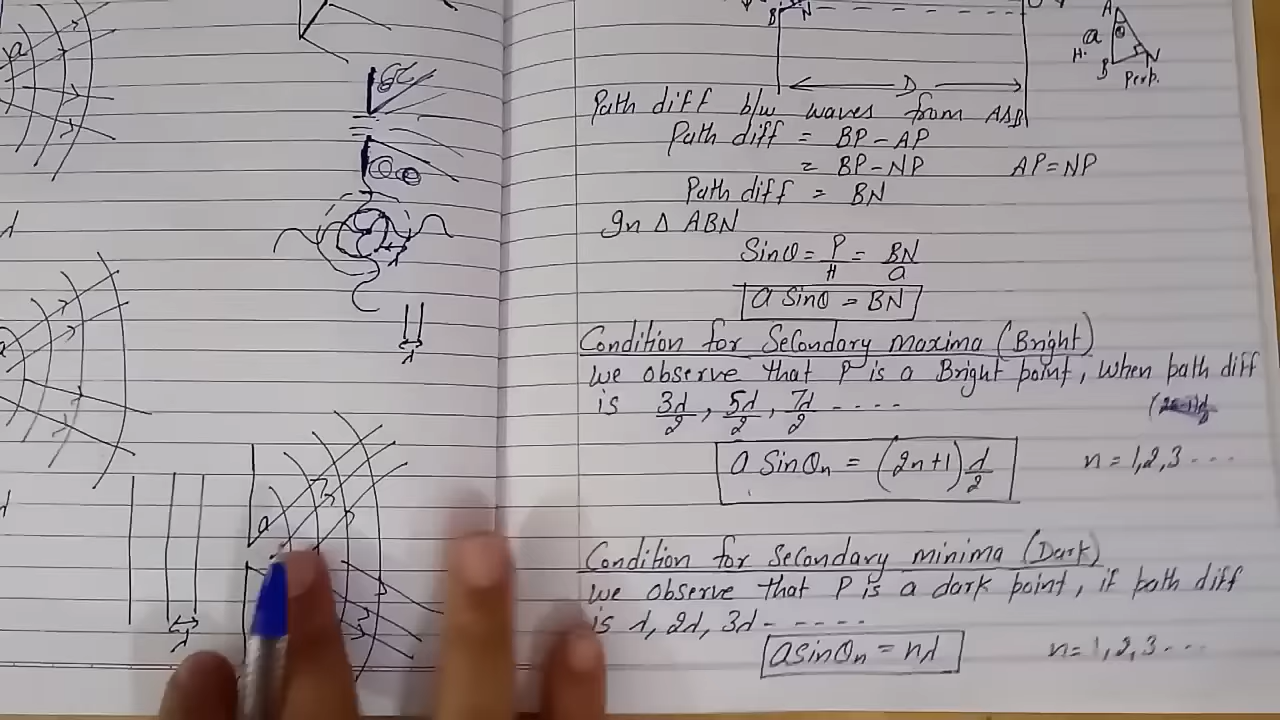 a
λ
a
λ
λ
λ
a
λ
B N
D
A
θ
a
H.
B
N
Perp.
Path diff b/w waves from A&B
Path diff = BP - AP
= BP - NP AP = NP
Path diff = BN
In Δ ABN
Sinθ = P/H = BN/a
a Sinθ = BN
Condition for Secondary maxima (Bright)
We observe that P is a Bright point, when path diff
is 3λ/2, 5λ/2, 7λ/2 ----
a Sinθn = (2n+1) λ/2 n = 1,2,3 ---
Condition for Secondary minima (Dark)
We observe that P is a dark point, if path diff
is λ, 2λ, 3λ -----
a sinθn = nλ n = 1, 2, 3 ---